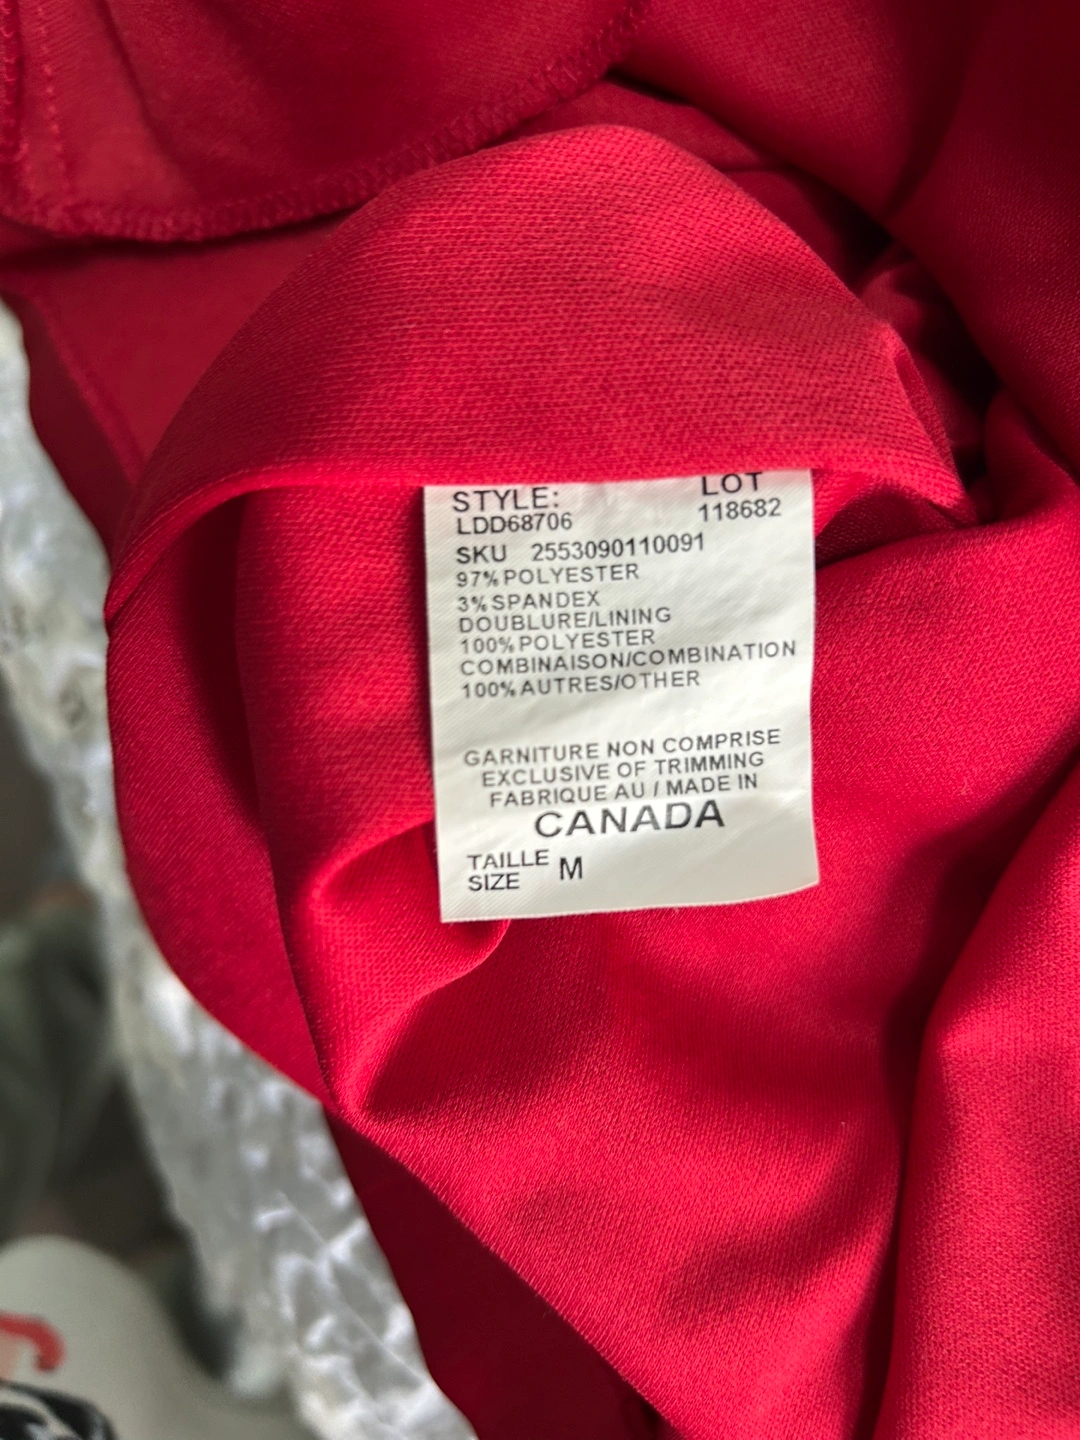 STYLE: LOT
LDD68706 118682
SKU 2553090110091
97% POLYESTER
3% SPANDEX
DOUBLURE/LINING
100% POLYESTER
COMBINAISON/COMBINATION
100% AUTRES/OTHER
GARNITURE NON COMPRISE
EXCLUSIVE OF TRIMMING
FABRIQUE AU / MADE IN
CANADA
TAILLE M
SIZE